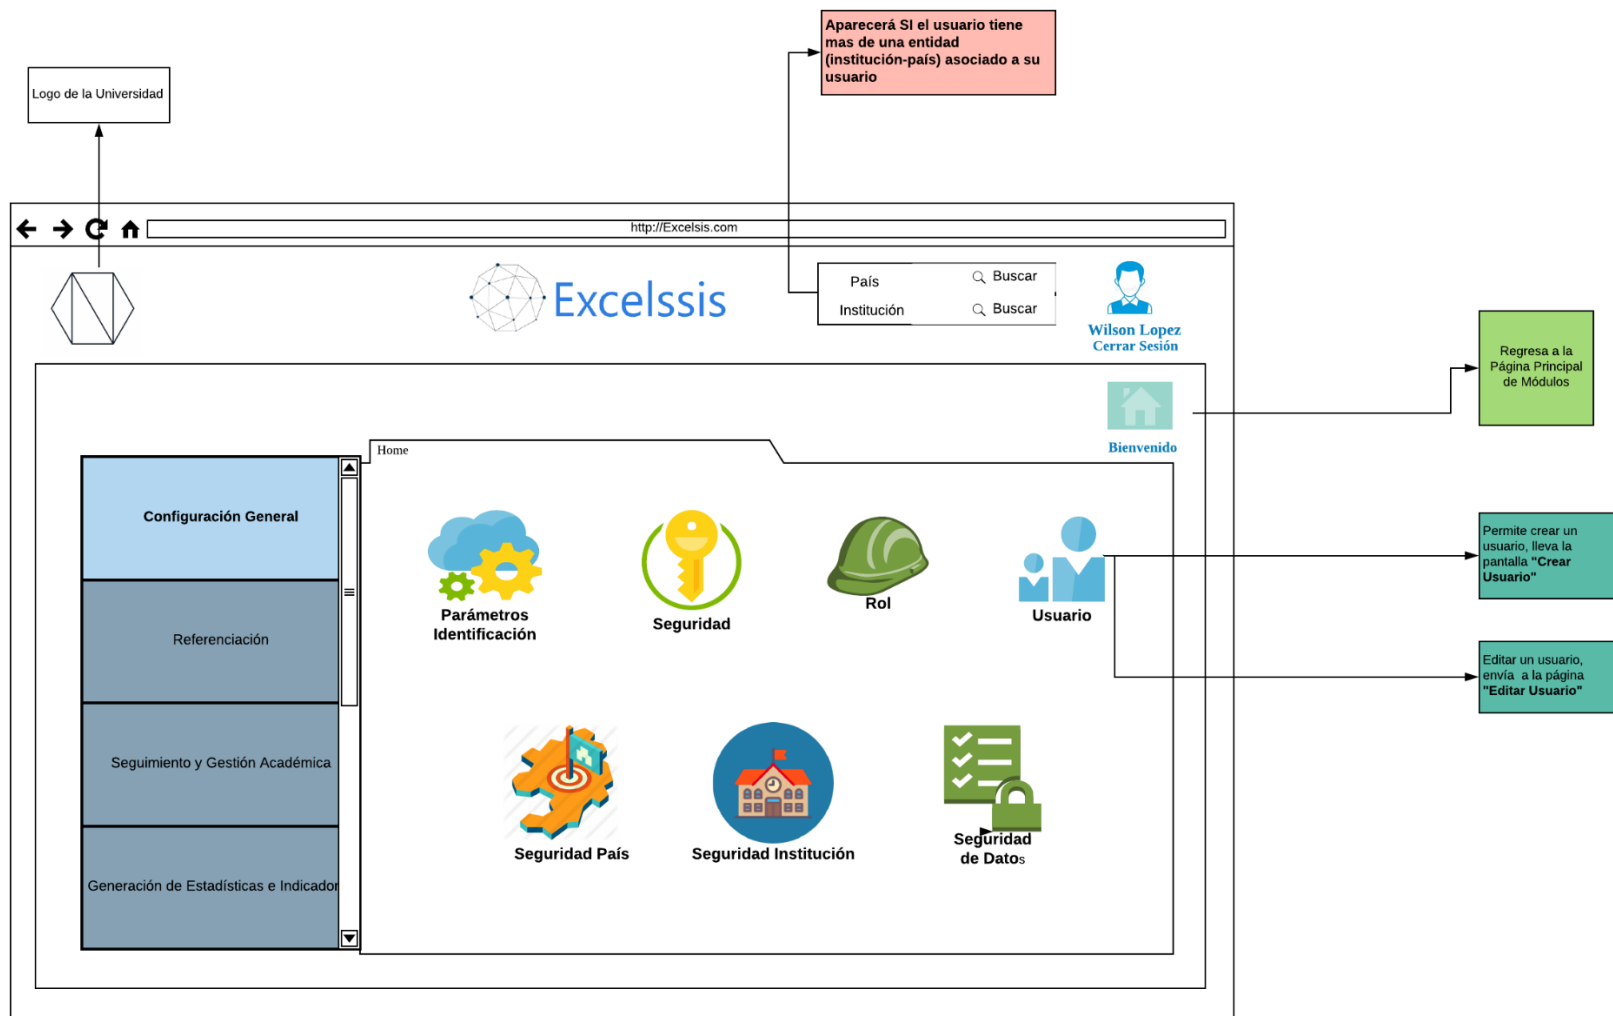 Aparecerá SI el usuario tiene
mas de una entidad
(institución-país) asociado a su
usuario
Logo de la Universidad
http://Excelsis.com
Excelssis
País
Buscar
Institución
Buscar
Wilson Lopez
Cerrar Sesión
Regresa a la
Página Principal
de Módulos
Bienvenido
Home
Configuración General
Referenciación
Seguimiento y Gestión Académica
Generación de Estadísticas e Indicador
Parámetros
Identificación
Seguridad
Rol
Usuario
Permite crear un
usuario, lleva la
pantalla "Crear
Usuario"
Editar un usuario,
envía a la página
"Editar Usuario"
Seguridad País
Seguridad Institución
Seguridad
de Datos